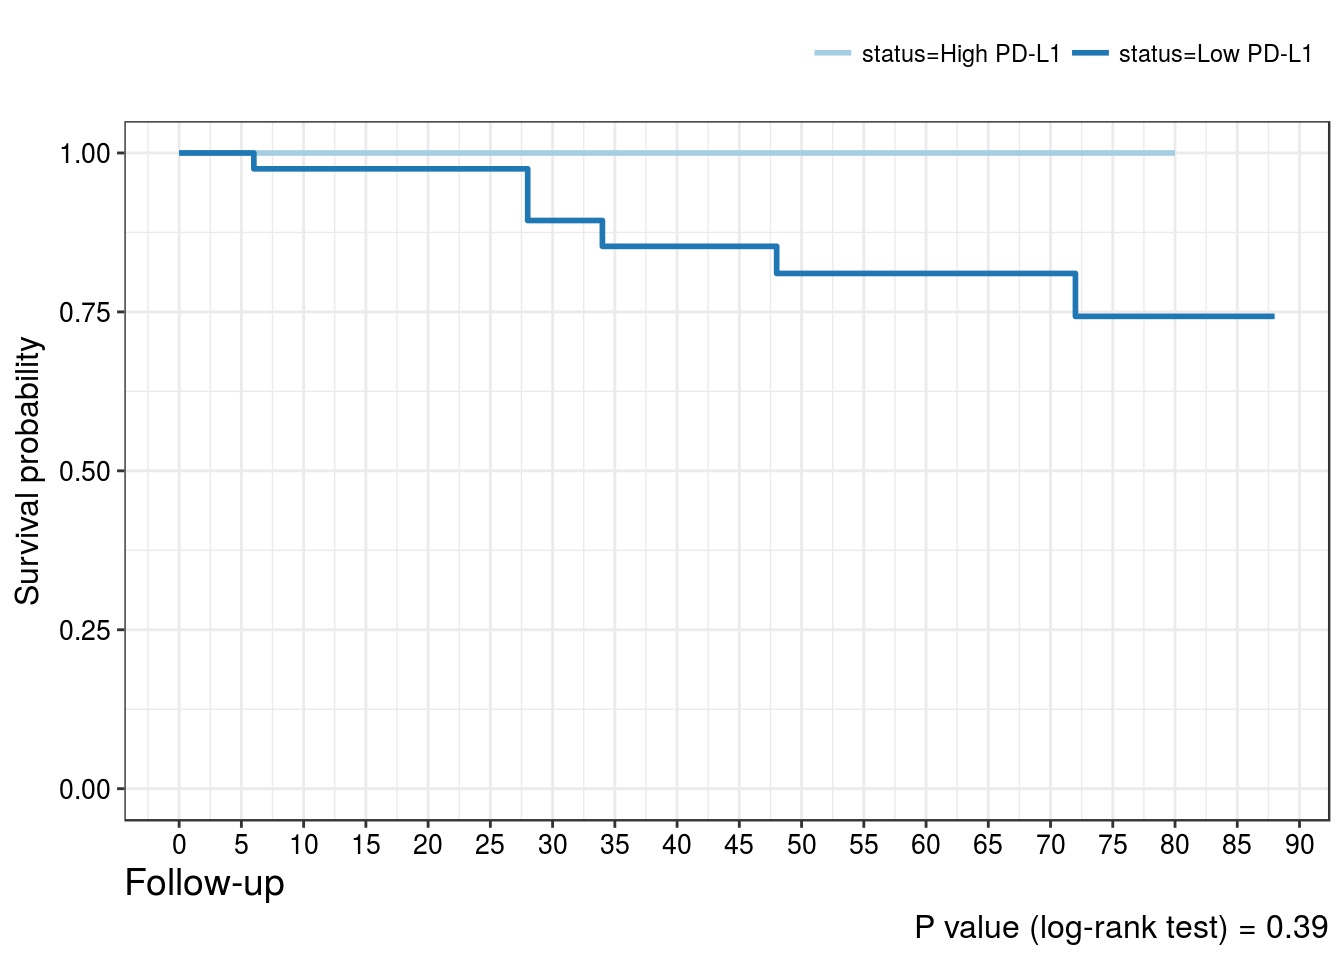 status=High PD-L1 status=Low PD-L1
1.00
0.75
0.50
0.25
0.00
Survival probability
0 5 10 15 20 25 30 35 40 45 50 55 60 65 70 75 80 85 90
Follow-up
P value (log-rank test) = 0.39